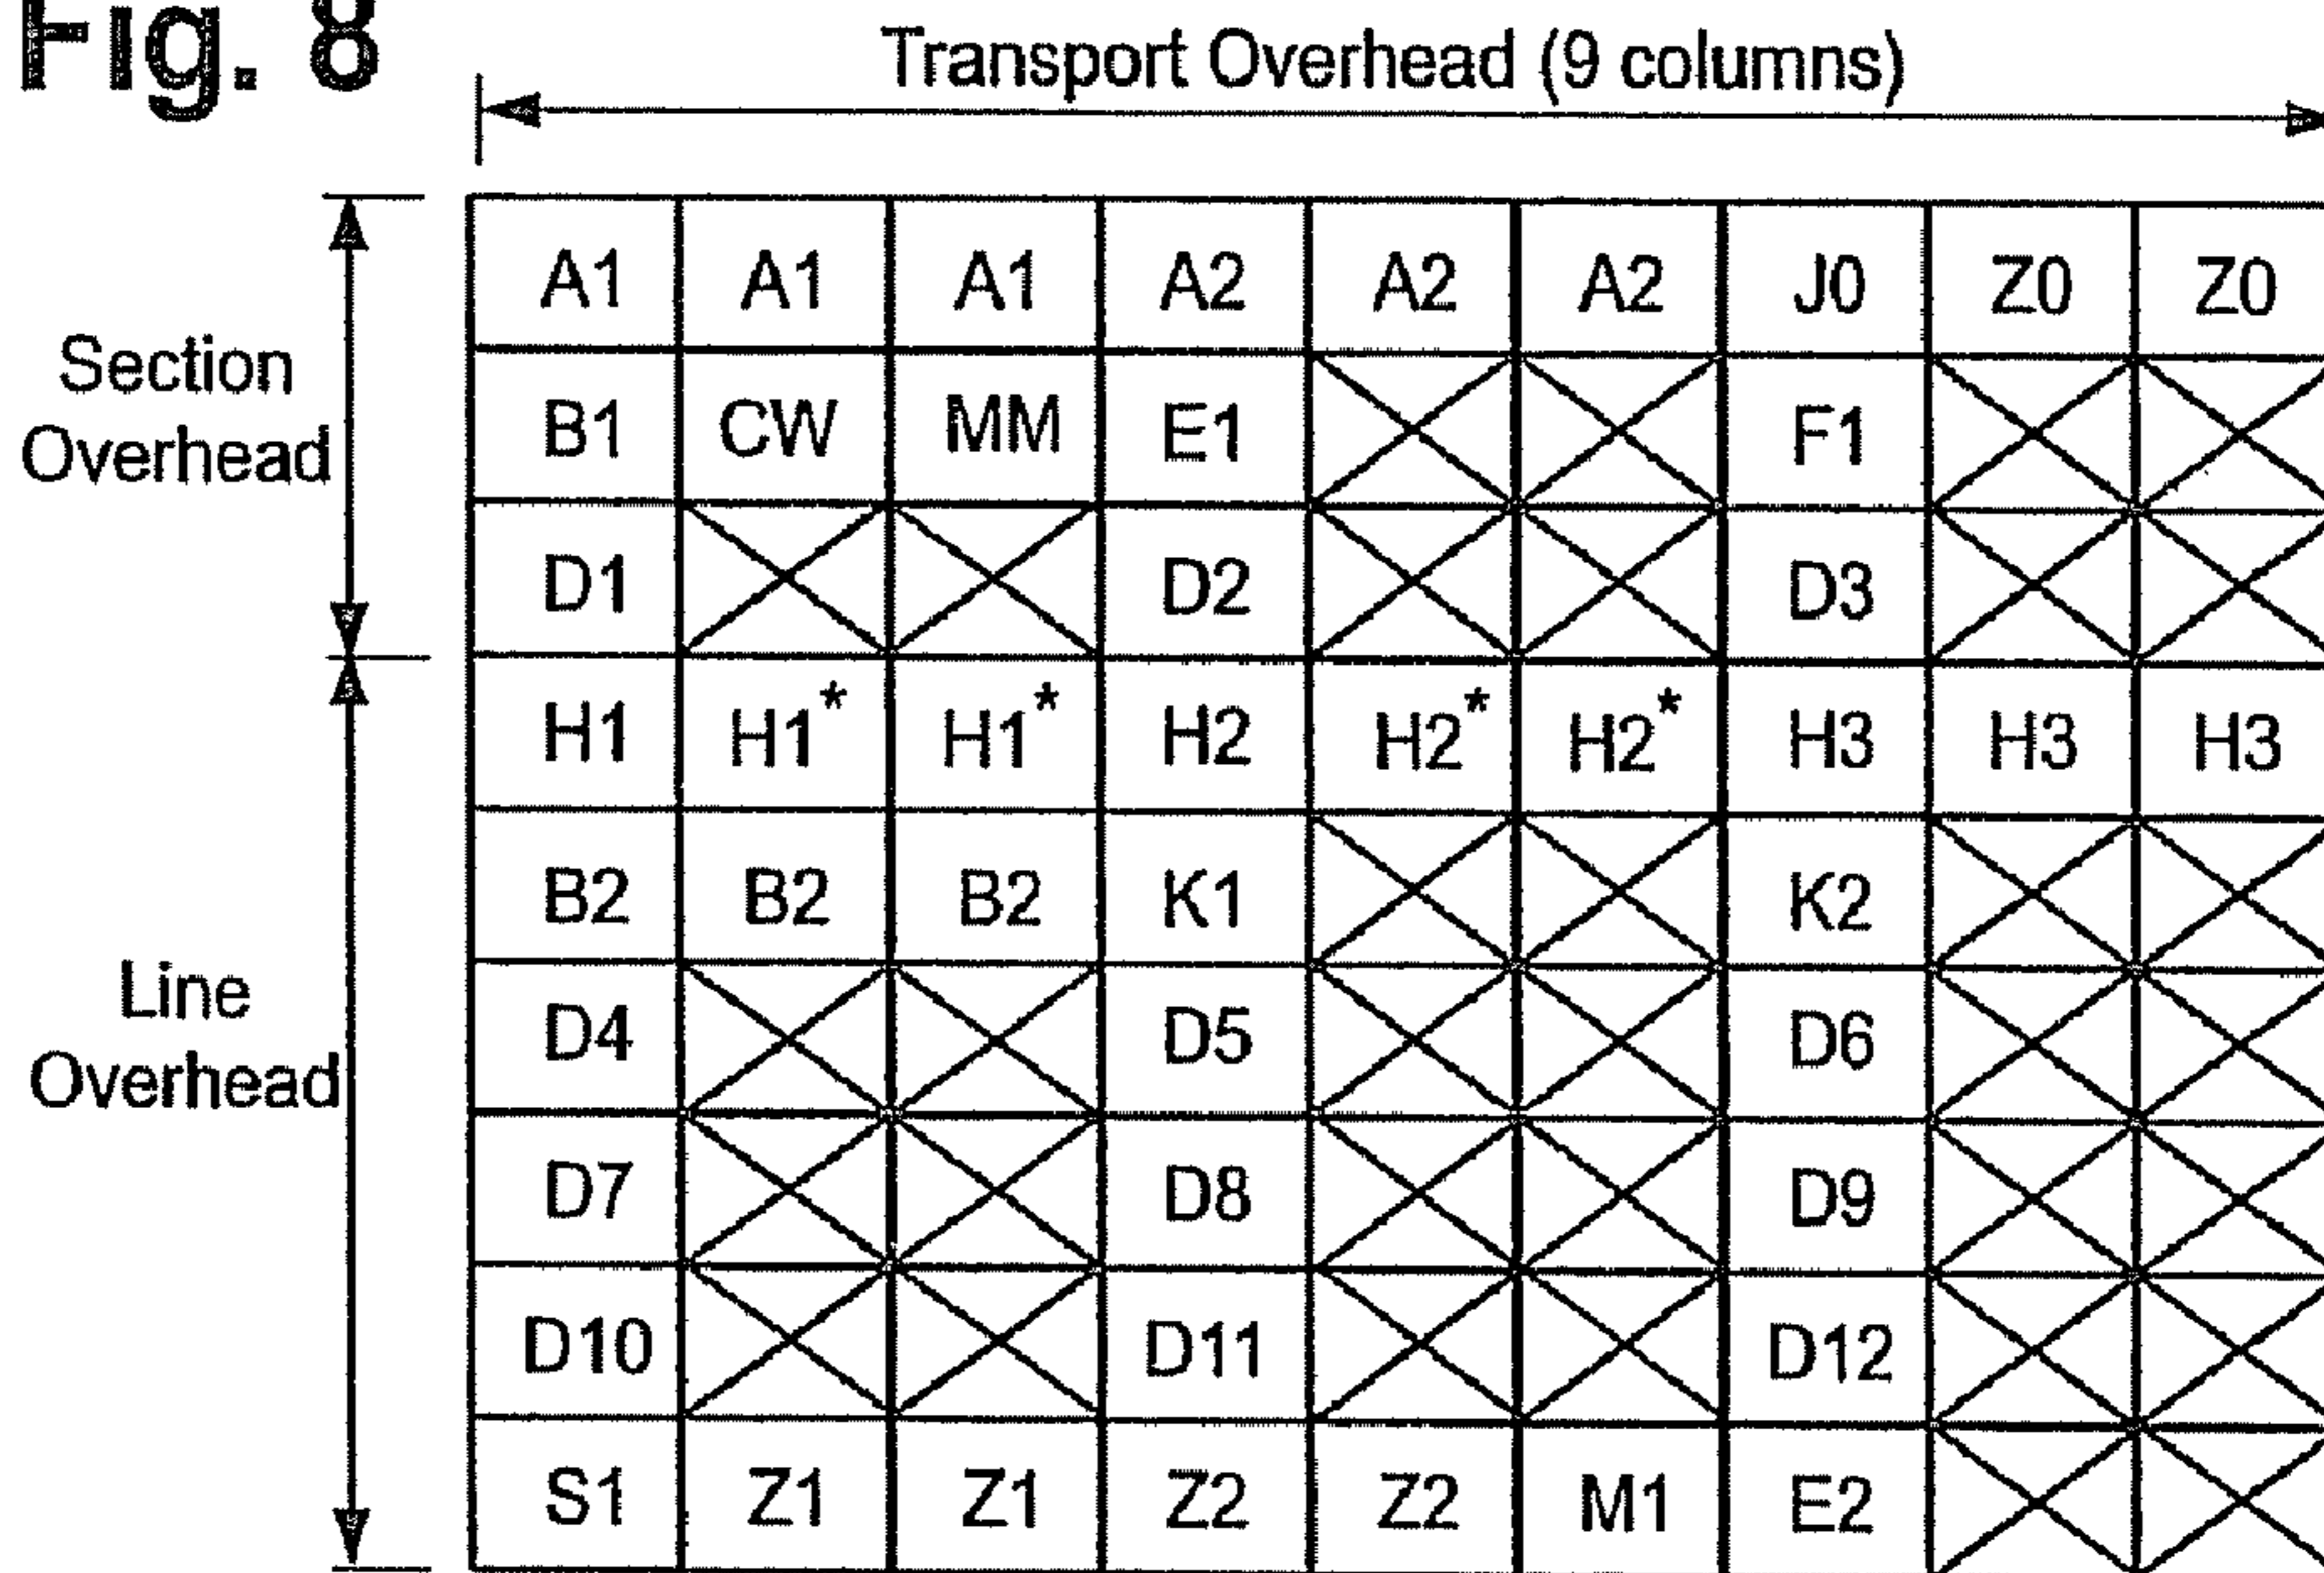 Fig. 8
Transport Overhead (9 columns)
Section
Overhead
Line
Overhead
A1 A1 A1 A2 A2 A2 J0 Z0 Z0
B1 CW MM E1 F1
D1 D2 D3
H1 H1* H1* H2 H2* H2* H3 H3 H3
B2 B2 B2 K1 K2
D4 D5 D6
D7 D8 D9
D10 D11 D12
S1 Z1 Z1 Z2 Z2 M1 E2